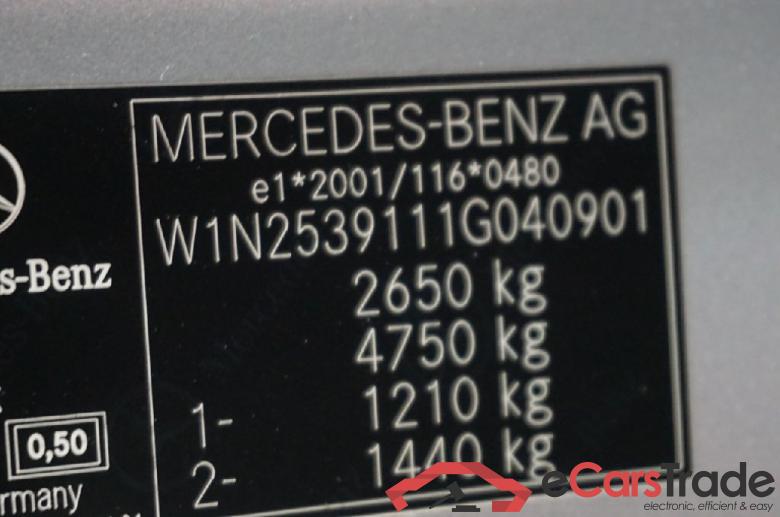 MERCEDES-BENZ AG
e1*2001/116*0480
W1N2539111G040901
2650 kg
4750 kg
1- 1210 kg
2- 1440 kg
s-Benz
0,50
rmany
eCarsTrade
electronic, efficient & easy